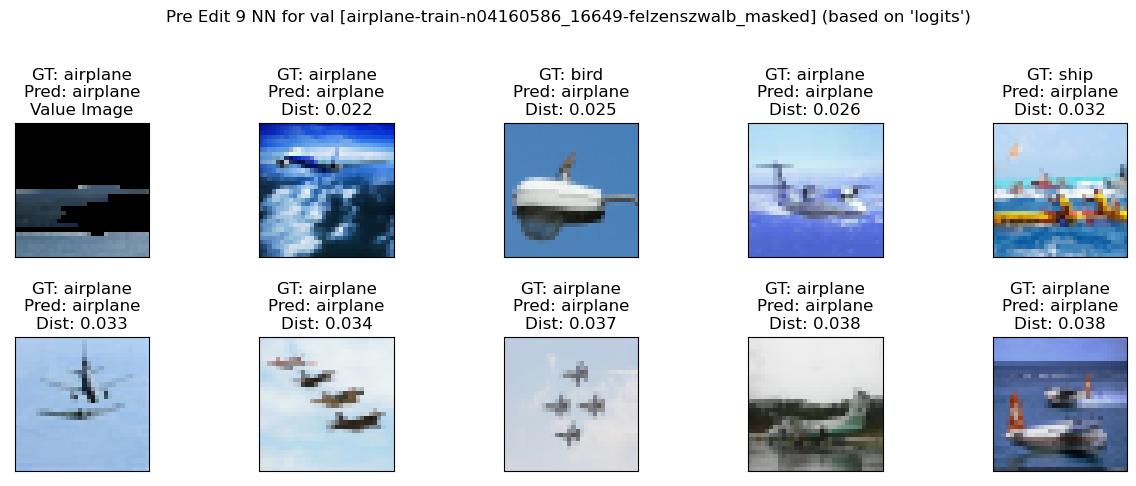 Pre Edit 9 NN for val [airplane-train-n04160586_16649-felzenszwalb_masked] (based on 'logits')
GT: airplane
Pred: airplane
Value Image
GT: airplane
Pred: airplane
Dist: 0.022
GT: bird
Pred: airplane
Dist: 0.025
GT: airplane
Pred: airplane
Dist: 0.026
GT: ship
Pred: airplane
Dist: 0.032
GT: airplane
Pred: airplane
Dist: 0.033
GT: airplane
Pred: airplane
Dist: 0.034
GT: airplane
Pred: airplane
Dist: 0.037
GT: airplane
Pred: airplane
Dist: 0.038
GT: airplane
Pred: airplane
Dist: 0.038